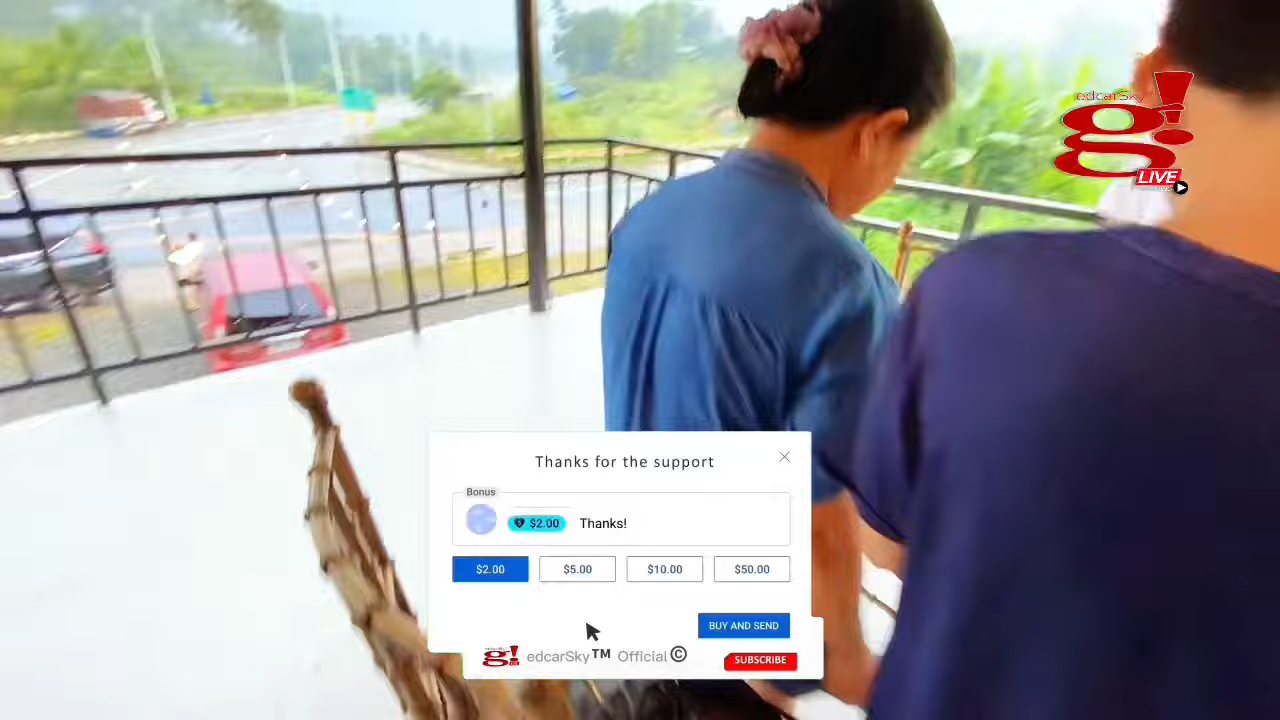 edcarSky
g!
LIVE
Thanks for the support
Bonus
$2.00 Thanks!
$2.00 $5.00 $10.00 $50.00
BUY AND SEND
g! edcarSky™ Official ©
SUBSCRIBE